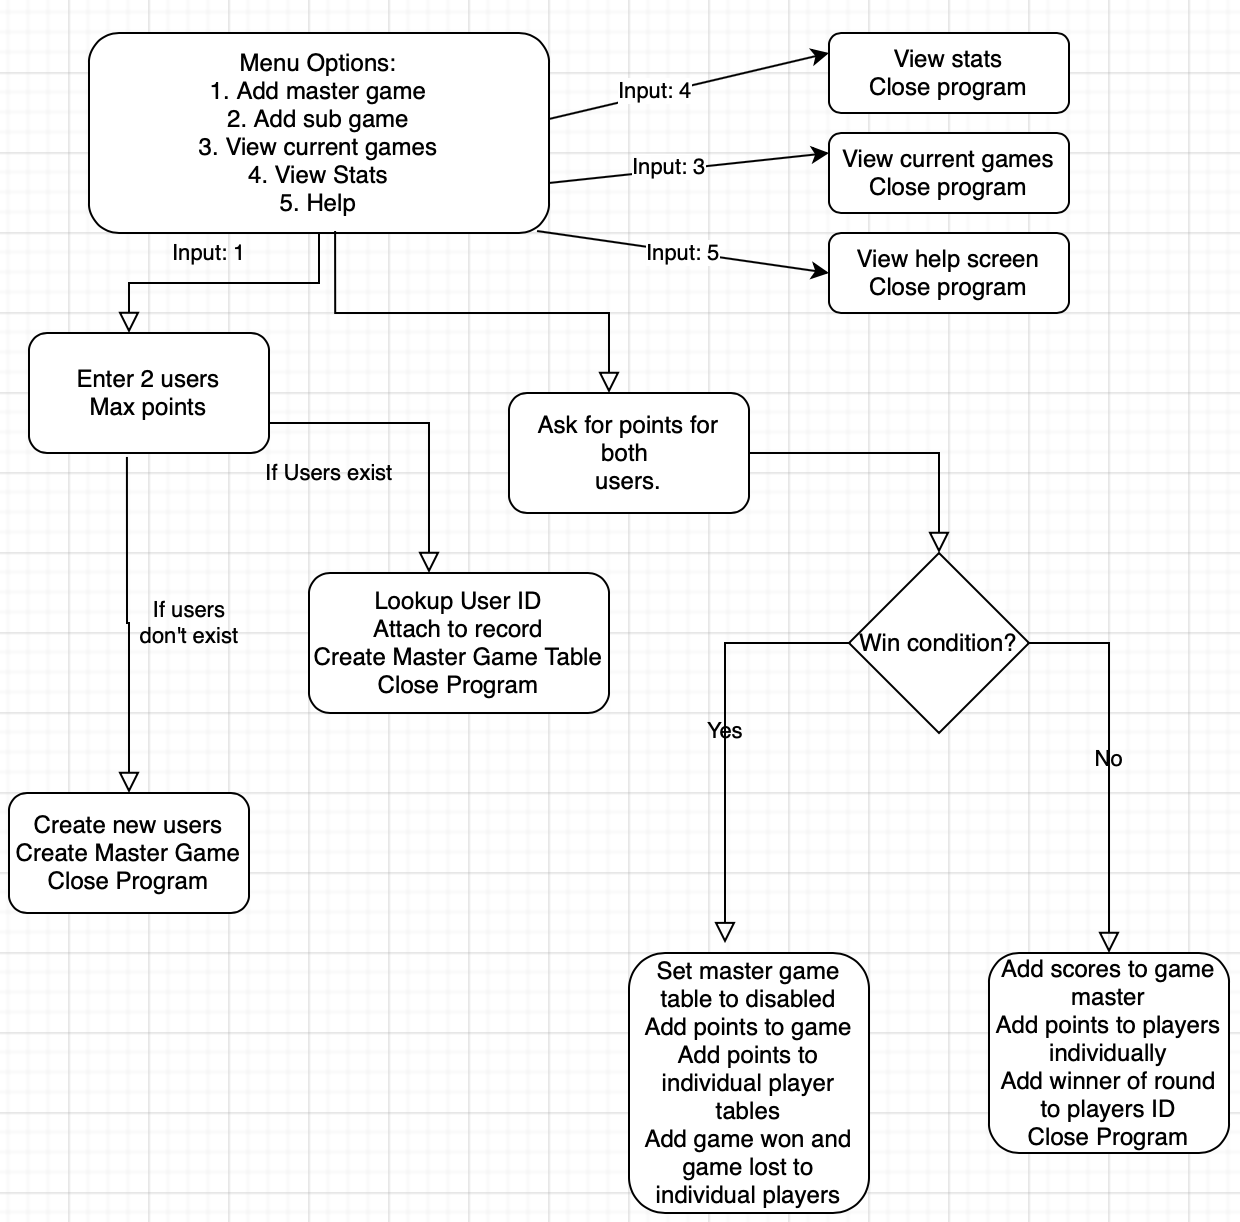 Menu Options:
1. Add master game
2. Add sub game
3. View current games
4. View Stats
5. Help
Input: 4
View stats
Close program
Input: 3
View current games
Close program
Input: 5
View help screen
Close program
Input: 1
Enter 2 users
Max points
If Users exist
Ask for points for
both
users.
If users
don't exist
Lookup User ID
Attach to record
Create Master Game Table
Close Program
Win condition?
Yes
No
Create new users
Create Master Game
Close Program
Set master game
table to disabled
Add points to game
Add points to
individual player
tables
Add game won and
game lost to
individual players
Add scores to game
master
Add points to players
individually
Add winner of round
to players ID
Close Program